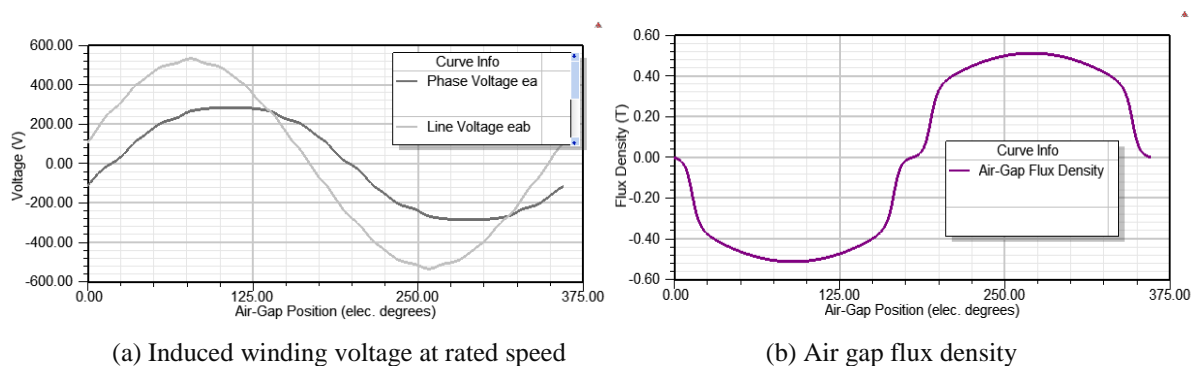 600.00
400.00
200.00
0.00
-200.00
-400.00
-600.00
Voltage (V)
Curve Info
Phase Voltage ea
Line Voltage eab
0.00
125.00
250.00
375.00
Air-Gap Position (elec. degrees)
(a) Induced winding voltage at rated speed
0.60
0.40
0.20
0.00
-0.20
-0.40
-0.60
Flux Density (T)
Curve Info
Air-Gap Flux Density
0.00
125.00
250.00
375.00
Air-Gap Position (elec. degrees)
(b) Air gap flux density